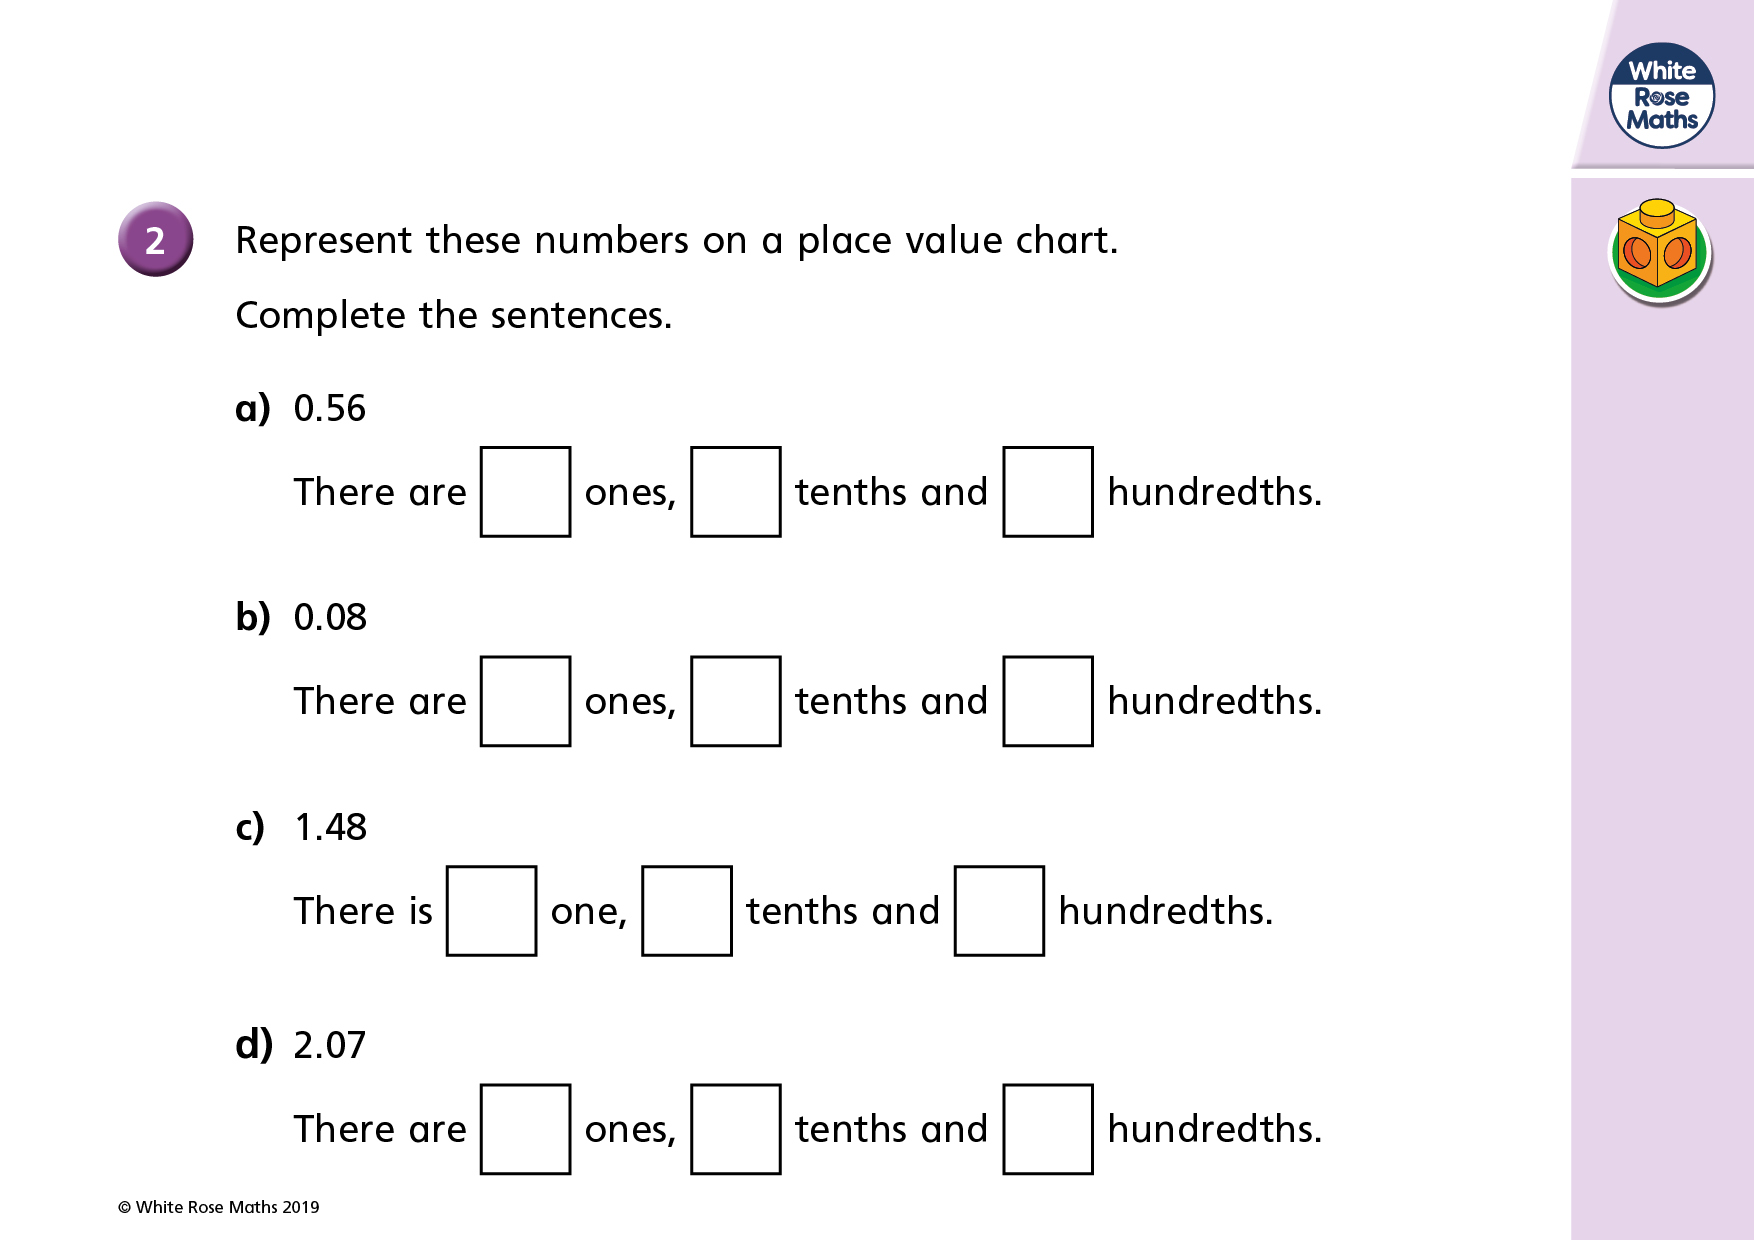 White
Rose
Maths
2 Represent these numbers on a place value chart.
Complete the sentences.
a) 0.56
There are ones, tenths and hundredths.
b) 0.08
There are ones, tenths and hundredths.
c) 1.48
There is one, tenths and hundredths.
d) 2.07
There are ones, tenths and hundredths.
© White Rose Maths 2019